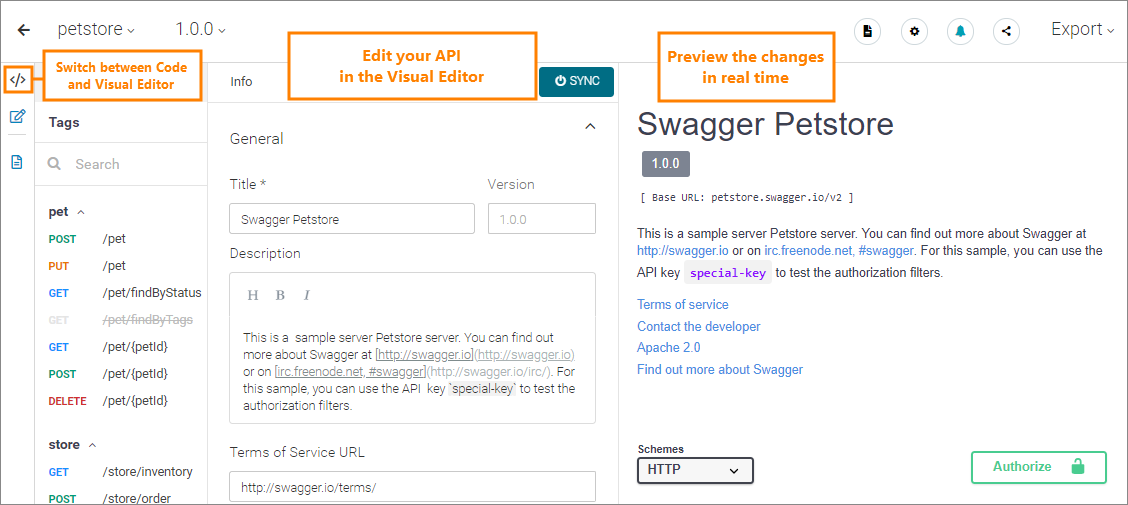 petstore
1.0.0
Export
Switch between Code
and Visual Editor
Edit your API
in the Visual Editor
Preview the changes
in real time
</>
Tags
Search
pet
POST /pet
PUT /pet
GET /pet/findByStatus
GET /pet/findByTags
GET /pet/{petId}
POST /pet/{petId}
DELETE /pet/{petId}
store
GET /store/inventory
POST /store/order
Info
SYNC
General
Title *
Version
Swagger Petstore
1.0.0
Description
H B I
This is a sample server Petstore server. You can find out
more about Swagger at [http://swagger.io](http://swagger.io)
or on [irc.freenode.net, #swagger](http://swagger.io/irc/). For
this sample, you can use the API key `special-key` to test the
authorization filters.
Terms of Service URL
http://swagger.io/terms/
Swagger Petstore
1.0.0
[ Base URL: petstore.swagger.io/v2 ]
This is a sample server Petstore server. You can find out more about Swagger at
http://swagger.io or on irc.freenode.net, #swagger. For this sample, you can use the
API key special-key to test the authorization filters.
Terms of service
Contact the developer
Apache 2.0
Find out more about Swagger
Schemes
HTTP
Authorize